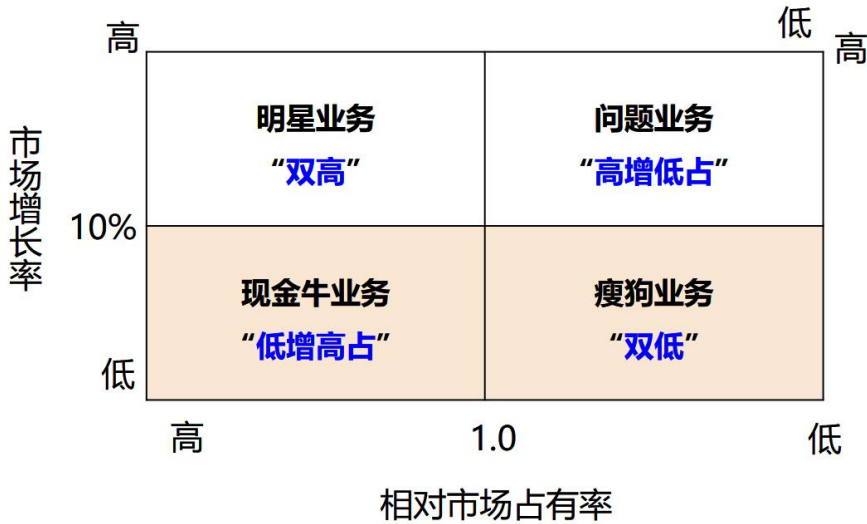 高
低
高
明星业务
问题业务
“双高”
“高增低占”
市场增长率
10%
现金牛业务
瘦狗业务
“低增高占”
“双低”
低
高
1.0
低
相对市场占有率